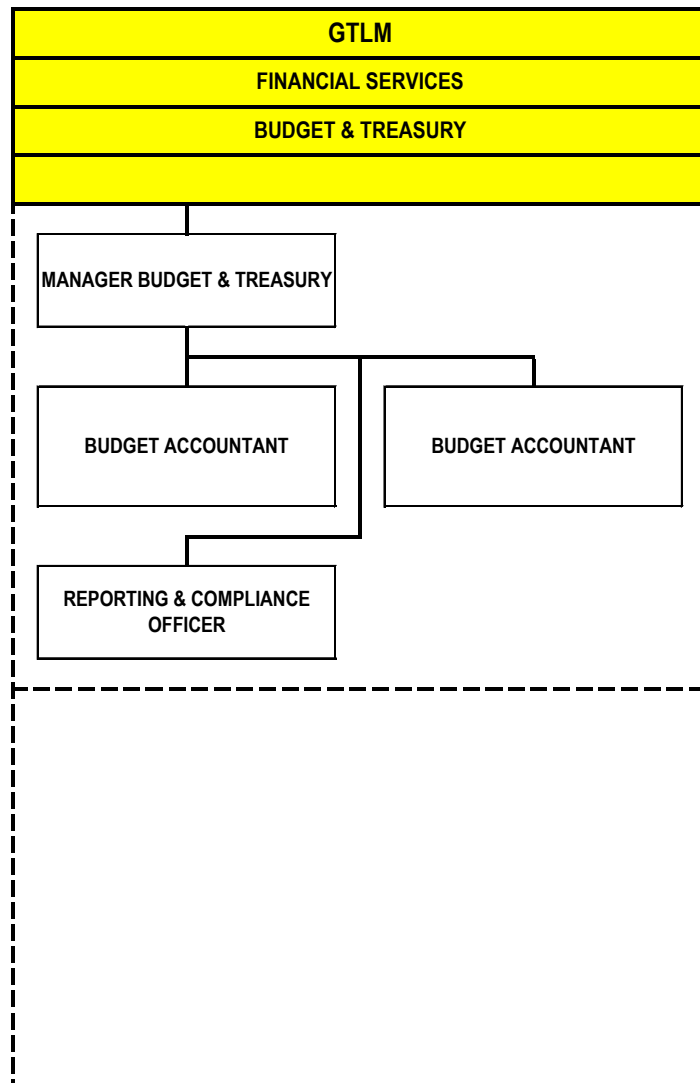 GTLM
FINANCIAL SERVICES
BUDGET & TREASURY
MANAGER BUDGET & TREASURY
BUDGET ACCOUNTANT
BUDGET ACCOUNTANT
REPORTING & COMPLIANCE
OFFICER